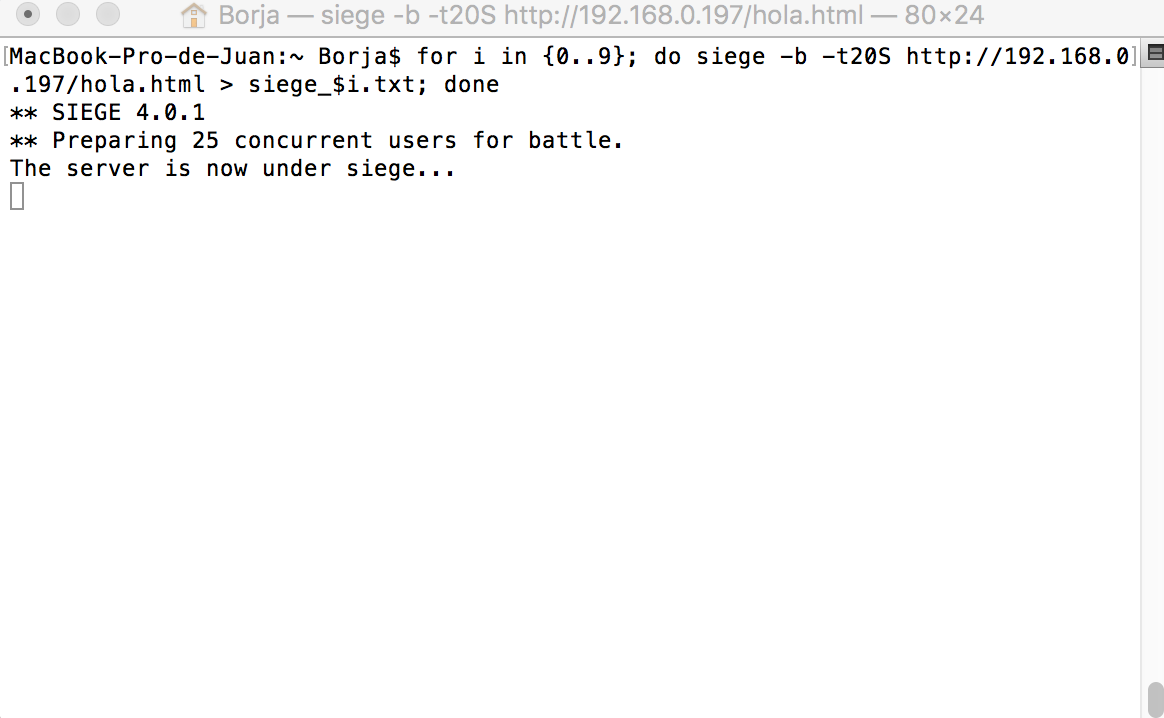 Borja — siege -b -t20S http://192.168.0.197/hola.html — 80×24
[MacBook-Pro-de-Juan:~ Borja$ for i in {0..9}; do siege -b -t20S http://192.168.0]
.197/hola.html > siege_$i.txt; done
** SIEGE 4.0.1
** Preparing 25 concurrent users for battle.
The server is now under siege...